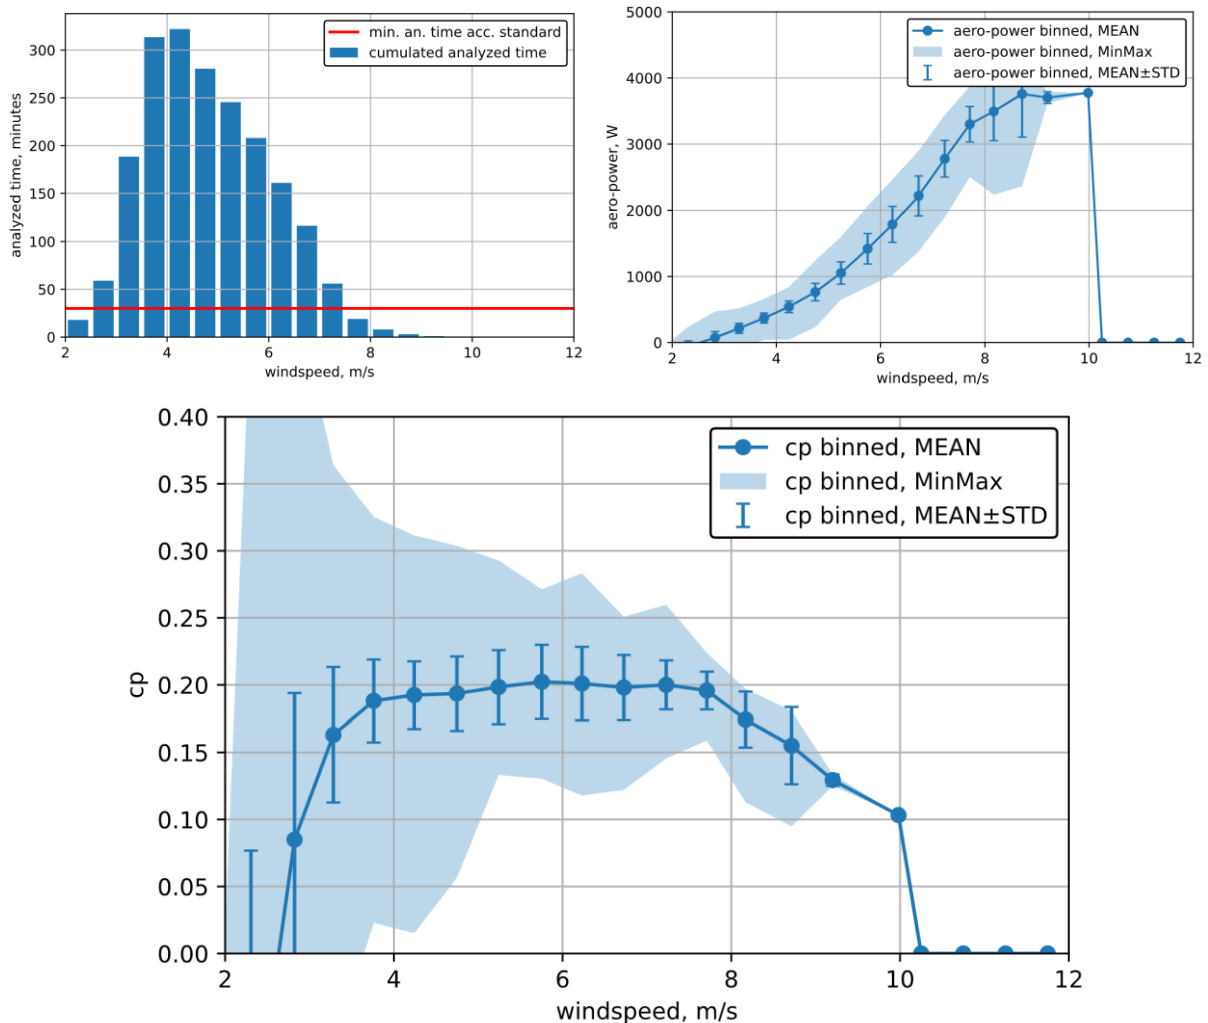 min. an. time acc. standard
cumulated analyzed time
analyzed time, minutes
300
250
200
150
100
50
0
2 4 6 8 10 12
windspeed, m/s
aero-power binned, MEAN
aero-power binned, MinMax
aero-power binned, MEAN±STD
aero-power, W
5000
4000
3000
2000
1000
0
2 4 6 8 10 12
windspeed, m/s
cp binned, MEAN
cp binned, MinMax
cp binned, MEAN±STD
cp
0.40
0.35
0.30
0.25
0.20
0.15
0.10
0.05
0.00
2 4 6 8 10 12
windspeed, m/s